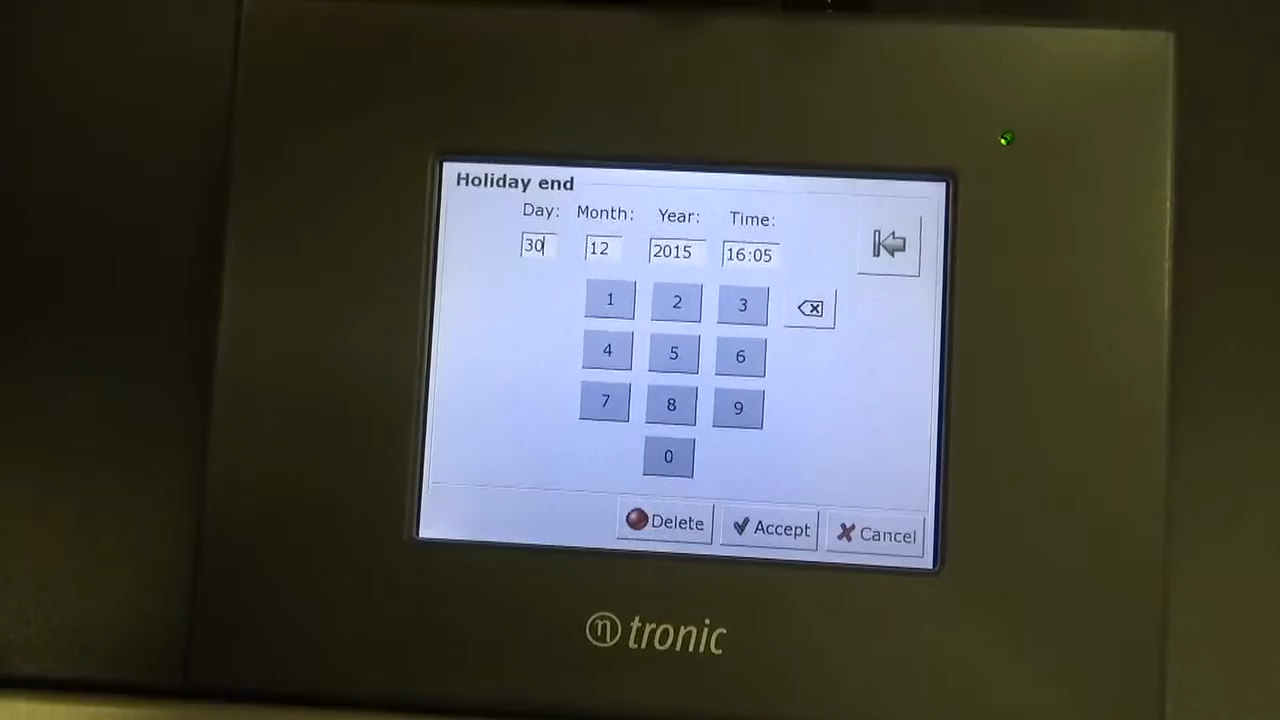 Holiday end
Day: Month: Year: Time:
30 12 2015 16:05
1 2 3
4 5 6
7 8 9
0
Delete Accept Cancel
η tronic